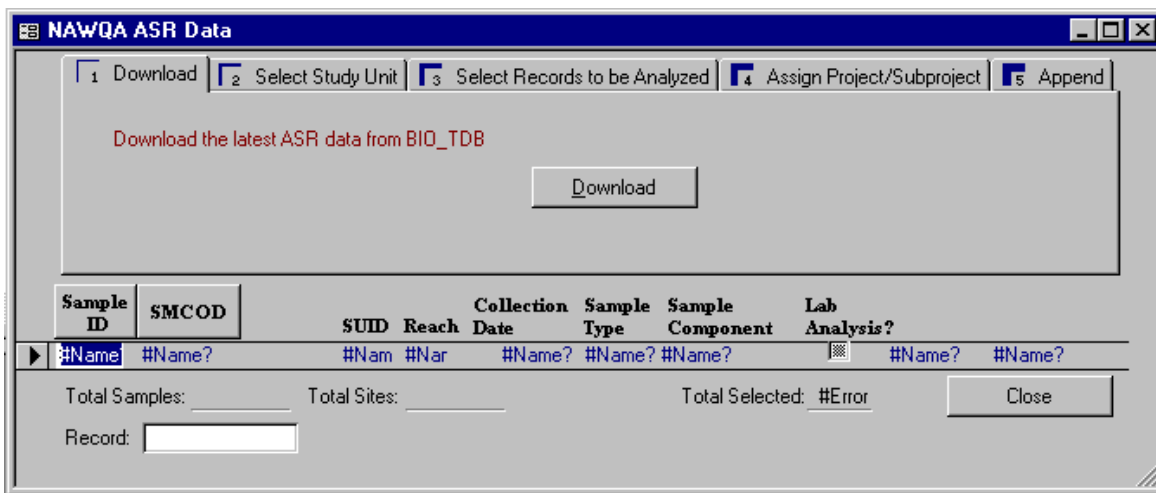 NAWQA ASR Data
1 Download 2 Select Study Unit 3 Select Records to be Analyzed 4 Assign Project/Subproject 5 Append
Download the latest ASR data from BIO_TDB
Download
Sample ID SMCOD SUID Reach Collection Date Sample Type Sample Component Lab Analysis?
#Name #Name? #Nam #Nar #Name? #Name? #Name? #Name? #Name?
Total Samples: Total Sites: Total Selected: #Error Close
Record: